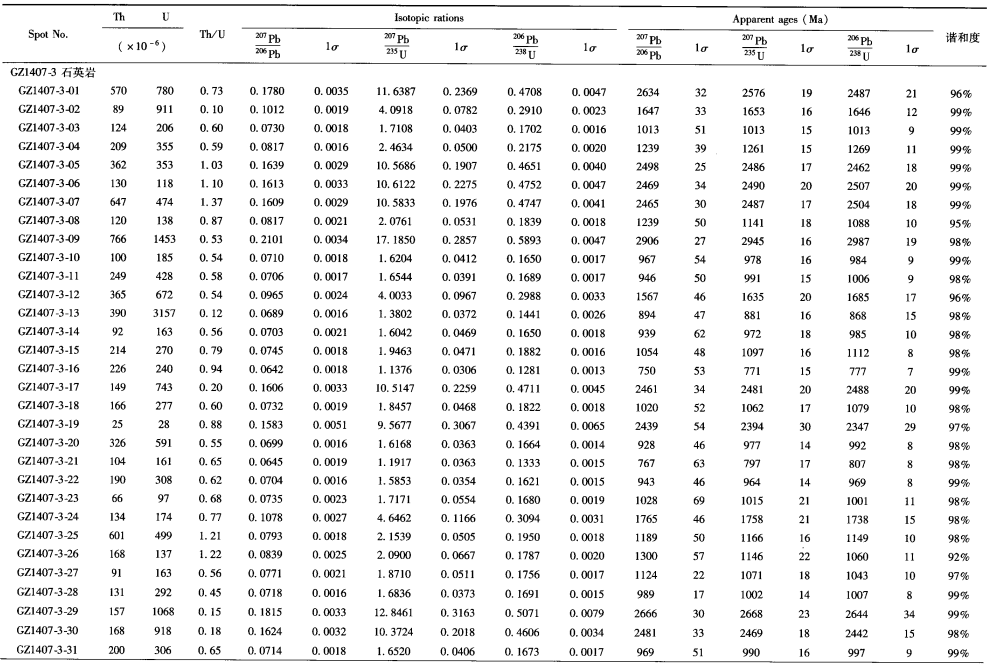 Th U Isotopic rations Apparent ages (Ma)
Spot No. (×10⁻⁶) Th/U ²⁰⁷Pb/²⁰⁶Pb 1σ ²⁰⁷Pb/²³⁵U 1σ ²⁰⁶Pb/²³⁸U 1σ ²⁰⁷Pb/²⁰⁶Pb 1σ ²⁰⁷Pb/²³⁵U 1σ ²⁰⁶Pb/²³⁸U 1σ 谐和度
GZ1407-3 石英岩
GZ1407-3-01 570 780 0.73 0.1780 0.0035 11.6387 0.2369 0.4708 0.0047 2634 32 2576 19 2487 21 96%
GZ1407-3-02 89 911 0.10 0.1012 0.0019 4.0918 0.0782 0.2910 0.0023 1647 33 1653 16 1646 12 99%
GZ1407-3-03 124 206 0.60 0.0730 0.0018 1.7108 0.0403 0.1702 0.0016 1013 51 1013 15 1013 9 99%
GZ1407-3-04 209 355 0.59 0.0817 0.0016 2.4634 0.0500 0.2175 0.0020 1239 39 1261 15 1269 11 99%
GZ1407-3-05 362 353 1.03 0.1639 0.0029 10.5686 0.1907 0.4651 0.0040 2498 25 2486 17 2462 18 99%
GZ1407-3-06 130 118 1.10 0.1613 0.0033 10.6122 0.2275 0.4752 0.0047 2469 34 2490 20 2507 20 99%
GZ1407-3-07 647 474 1.37 0.1609 0.0029 10.5833 0.1976 0.4747 0.0041 2465 30 2487 17 2504 18 99%
GZ1407-3-08 120 138 0.87 0.0817 0.0021 2.0761 0.0531 0.1839 0.0018 1239 50 1141 18 1088 10 95%
GZ1407-3-09 766 1453 0.53 0.2101 0.0034 17.1850 0.2857 0.5893 0.0047 2906 27 2945 16 2987 19 98%
GZ1407-3-10 100 185 0.54 0.0710 0.0018 1.6204 0.0412 0.1650 0.0017 967 54 978 16 984 9 99%
GZ1407-3-11 249 428 0.58 0.0706 0.0017 1.6544 0.0391 0.1689 0.0017 946 50 991 15 1006 9 98%
GZ1407-3-12 365 672 0.54 0.0965 0.0024 4.0033 0.0967 0.2988 0.0033 1567 46 1635 20 1685 17 96%
GZ1407-3-13 390 3157 0.12 0.0689 0.0016 1.3802 0.0372 0.1441 0.0026 894 47 881 16 868 15 98%
GZ1407-3-14 92 163 0.56 0.0703 0.0021 1.6042 0.0469 0.1650 0.0018 939 62 972 18 985 10 98%
GZ1407-3-15 214 270 0.79 0.0745 0.0018 1.9463 0.0471 0.1882 0.0016 1054 48 1097 16 1112 8 98%
GZ1407-3-16 226 240 0.94 0.0642 0.0018 1.1376 0.0306 0.1281 0.0013 750 53 771 15 777 7 99%
GZ1407-3-17 149 743 0.20 0.1606 0.0033 10.5147 0.2259 0.4711 0.0045 2461 34 2481 20 2488 20 99%
GZ1407-3-18 166 277 0.60 0.0732 0.0019 1.8457 0.0468 0.1822 0.0018 1020 52 1062 17 1079 10 98%
GZ1407-3-19 25 28 0.88 0.1583 0.0051 9.5677 0.3067 0.4391 0.0065 2439 54 2394 30 2347 29 97%
GZ1407-3-20 326 591 0.55 0.0699 0.0016 1.6168 0.0363 0.1664 0.0014 928 46 977 14 992 8 98%
GZ1407-3-21 104 161 0.65 0.0645 0.0019 1.1917 0.0363 0.1333 0.0015 767 63 797 17 807 8 98%
GZ1407-3-22 190 308 0.62 0.0704 0.0016 1.5853 0.0354 0.1621 0.0015 943 46 964 14 969 8 99%
GZ1407-3-23 66 97 0.68 0.0735 0.0023 1.7171 0.0554 0.1680 0.0019 1028 69 1015 21 1001 11 98%
GZ1407-3-24 134 174 0.77 0.1078 0.0027 4.6462 0.1166 0.3094 0.0031 1765 46 1758 21 1738 15 98%
GZ1407-3-25 601 499 1.21 0.0793 0.0018 2.1539 0.0505 0.1950 0.0018 1189 50 1166 16 1149 10 98%
GZ1407-3-26 168 137 1.22 0.0839 0.0025 2.0900 0.0667 0.1787 0.0020 1300 57 1146 22 1060 11 92%
GZ1407-3-27 91 163 0.56 0.0771 0.0021 1.8710 0.0511 0.1756 0.0017 1124 22 1071 18 1043 10 97%
GZ1407-3-28 131 292 0.45 0.0718 0.0016 1.6836 0.0373 0.1691 0.0015 989 17 1002 14 1007 8 99%
GZ1407-3-29 157 1068 0.15 0.1815 0.0033 12.8461 0.3163 0.5071 0.0079 2666 30 2668 23 2644 34 99%
GZ1407-3-30 168 918 0.18 0.1624 0.0032 10.3724 0.2018 0.4606 0.0034 2481 33 2469 18 2442 15 98%
GZ1407-3-31 200 306 0.65 0.0714 0.0018 1.6520 0.0406 0.1673 0.0017 969 51 990 16 997 9 99%